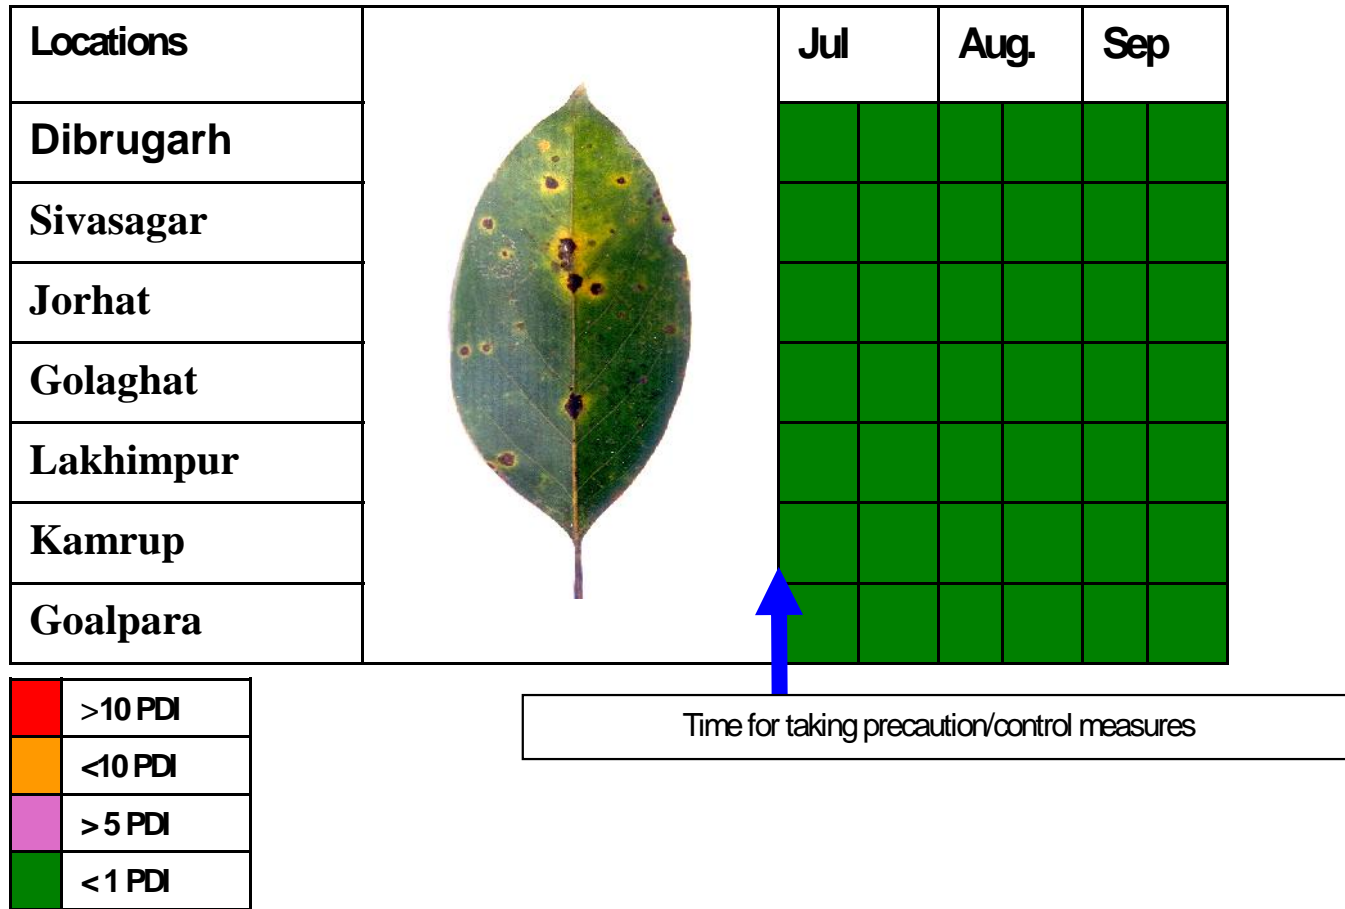 Locations Jul Aug. Sep
Dibrugarh
Sivasagar
Jorhat
Golaghat
Lakhimpur
Kamrup
Goalpara
>10 PDI
<10 PDI
> 5 PDI
< 1 PDI
Time for taking precaution/control measures